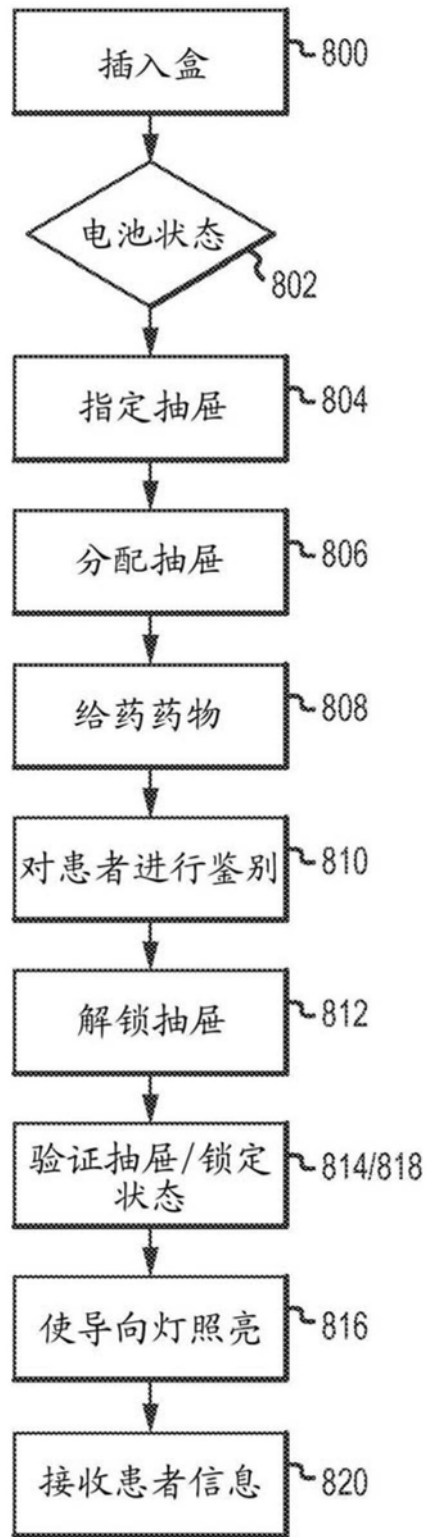 插入盒
800
电池状态
802
指定抽屉
804
分配抽屉
806
给药药物
808
对患者进行鉴别
810
解锁抽屉
812
验证抽屉/锁定
状态
814/818
使导向灯照亮
816
接收患者信息
820